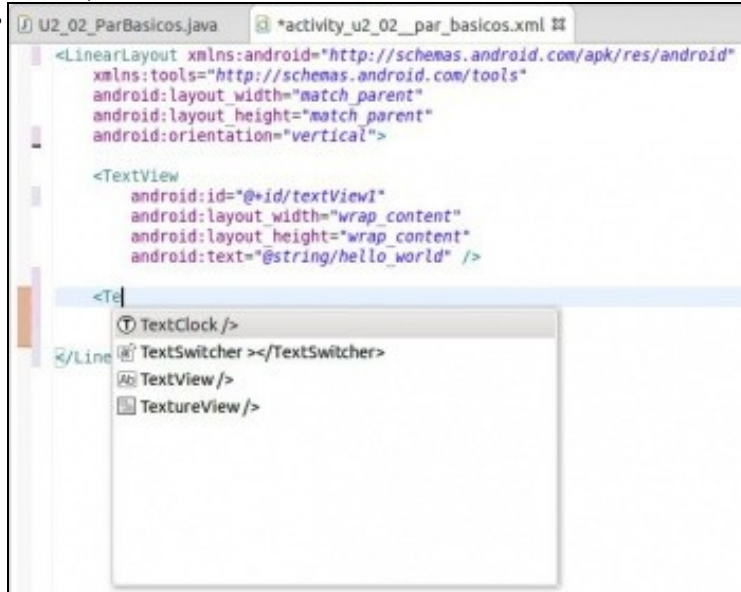 U2_02_ParBasicos.java *activity_u2_02__par_basicos.xml
<LinearLayout xmlns:android="http://schemas.android.com/apk/res/android"
xmlns:tools="http://schemas.android.com/tools"
android:layout_width="match_parent"
android:layout_height="match_parent"
android:orientation="vertical">
<TextView
android:id="@+id/textView1"
android:layout_width="wrap_content"
android:layout_height="wrap_content"
android:text="@string/hello_world" />
<Te
TextClock />
</Line
TextSwitcher ></TextSwitcher>
TextView />
TextureView />